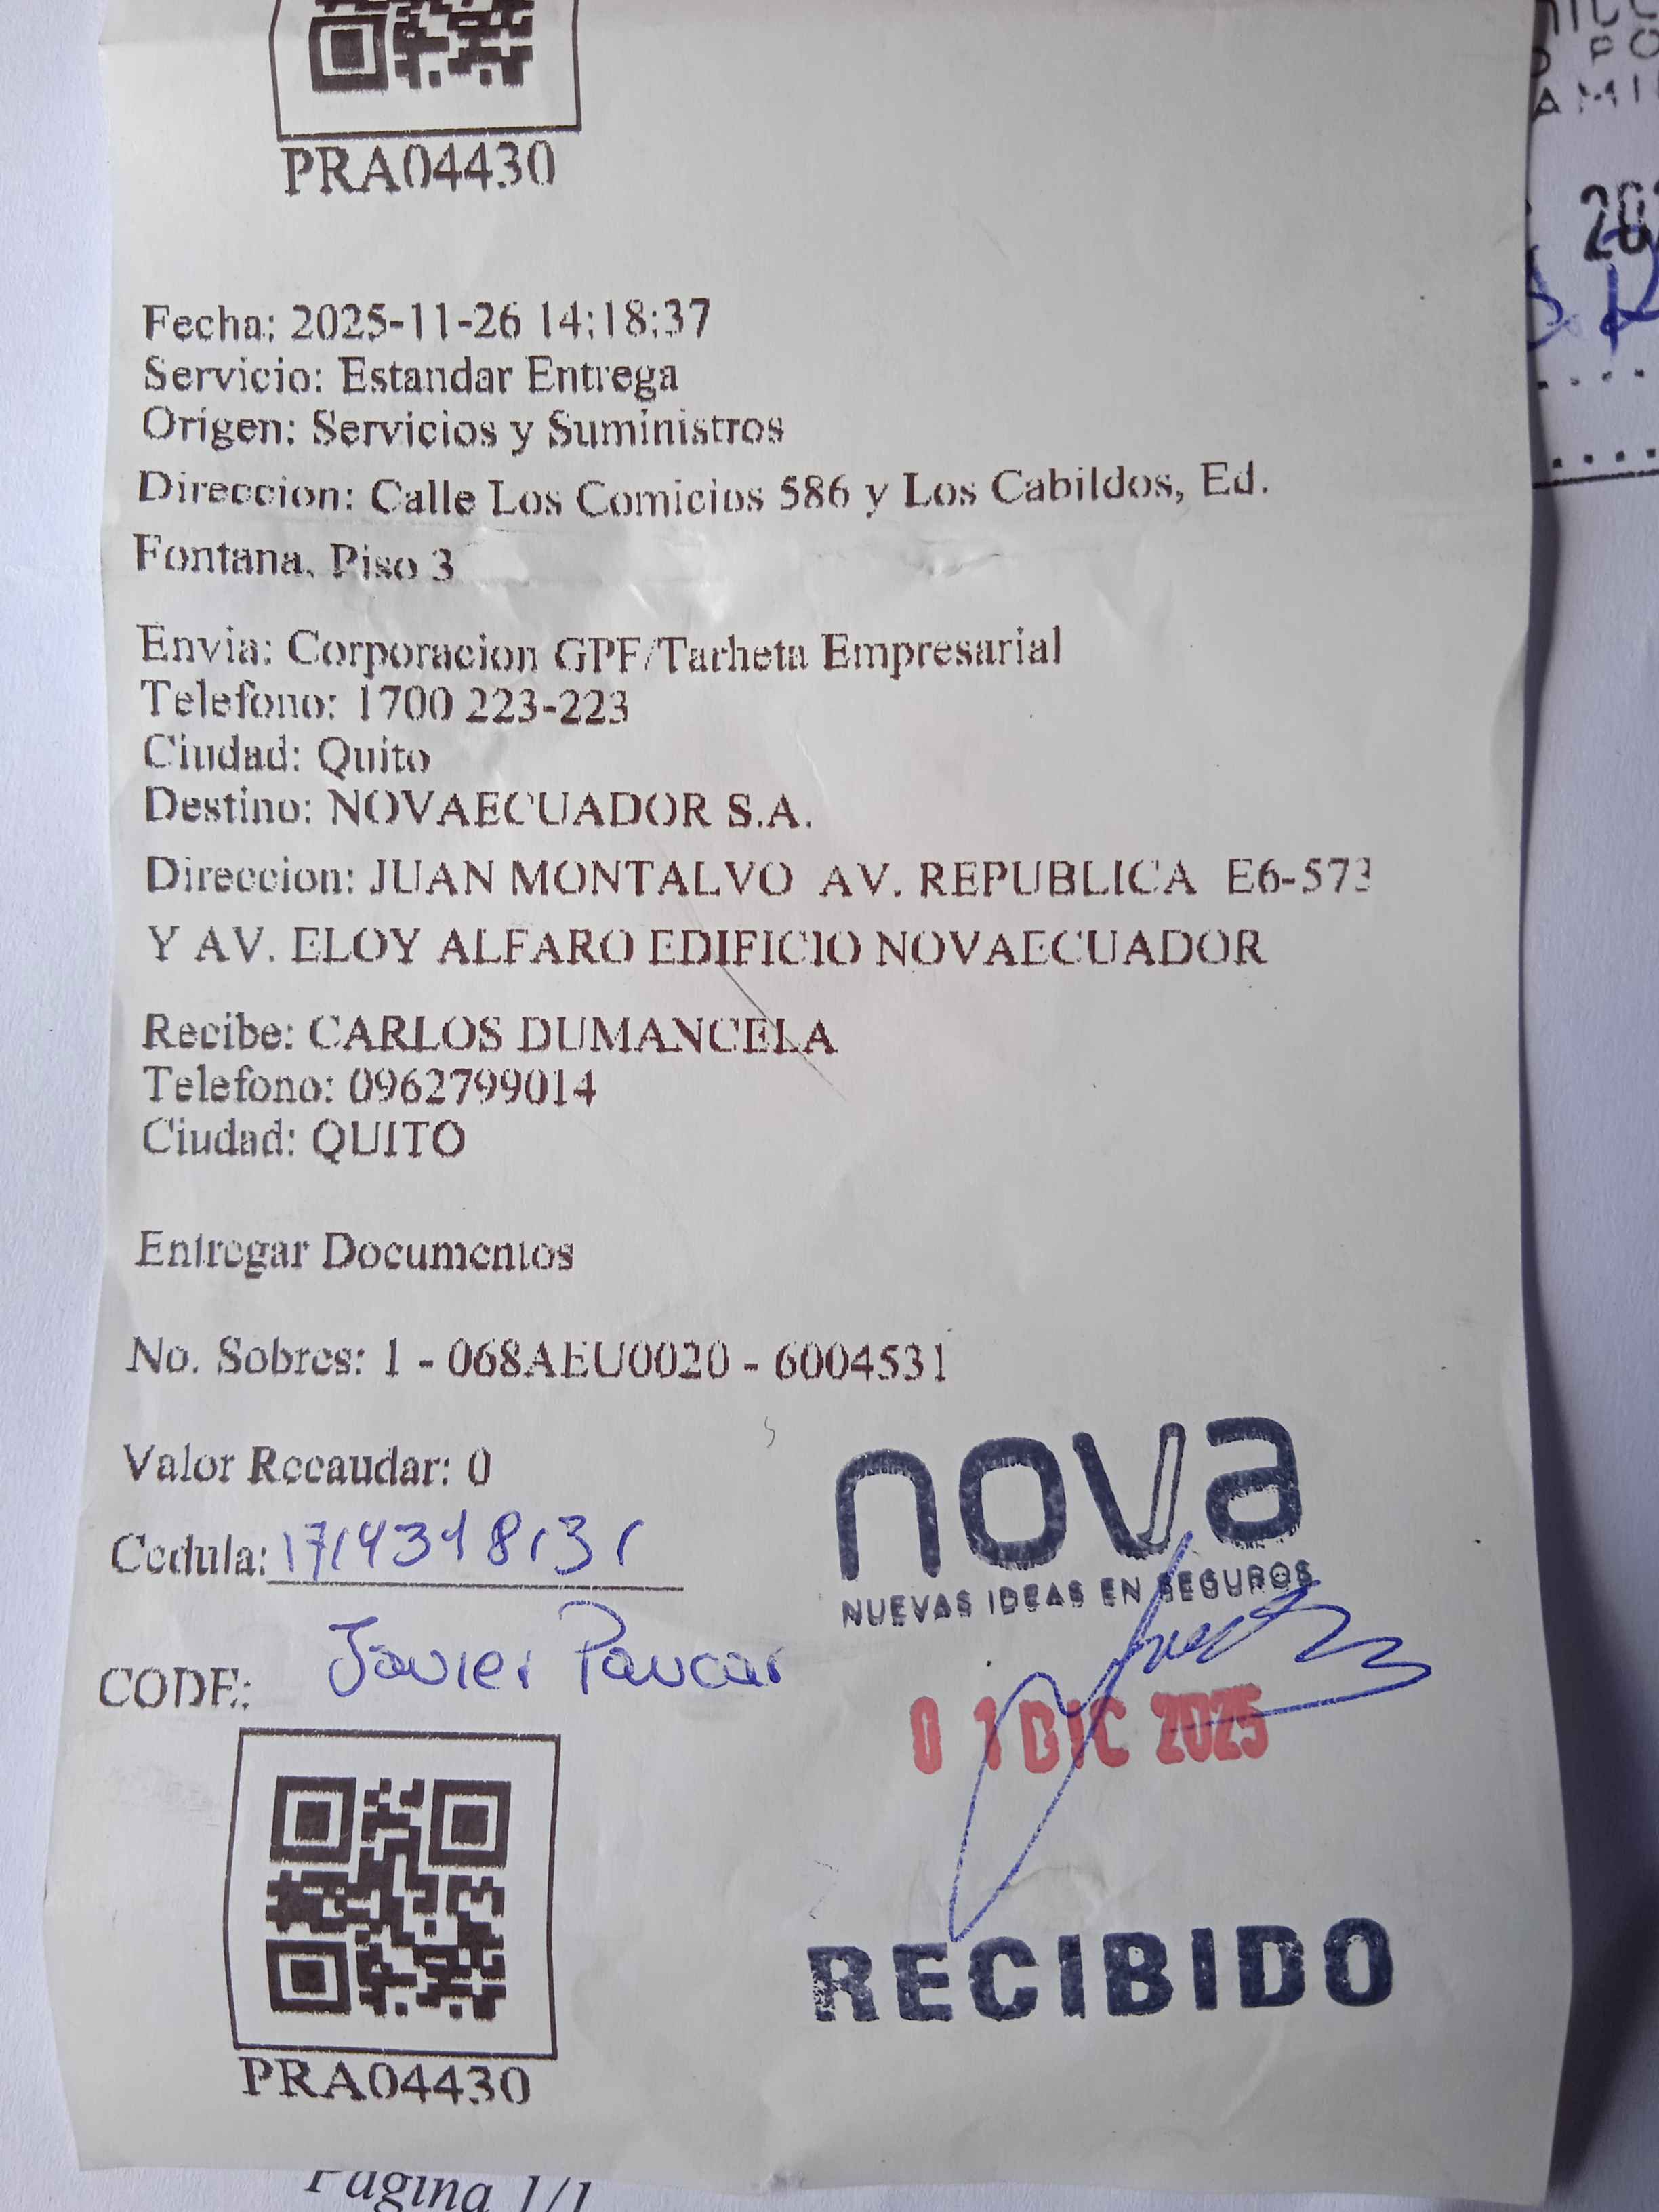 PRA04430
Fecha: 2025-11-26 14:18:37
Servicio: Estandar Entrega
Origen: Servicios y Suministros
Direccion: Calle Los Comicios 586 y Los Cabildos, Ed.
Fontana, Piso 3
Envia: Corporacion GPF/Tarheta Empresarial
Telefono: 1700 223-223
Ciudad: Quito
Destino: NOVAECUADOR S.A.
Direccion: JUAN MONTALVO AV. REPUBLICA E6-573
Y AV. ELOY ALFARO EDIFICIO NOVAECUADOR
Recibe: CARLOS DUMANCELA
Telefono: 0962799014
Ciudad: QUITO
Entregar Documentos
No. Sobres: 1 - 068AEU0020 - 6004531
Valor Recaudar: 0
nova
NUEVAS IDEAS EN SEGUROS
Cedula: 1714318131
CODE: Javier Paucar
01 DIC 2025
RECIBIDO
PRA04430
Pagina 1/1